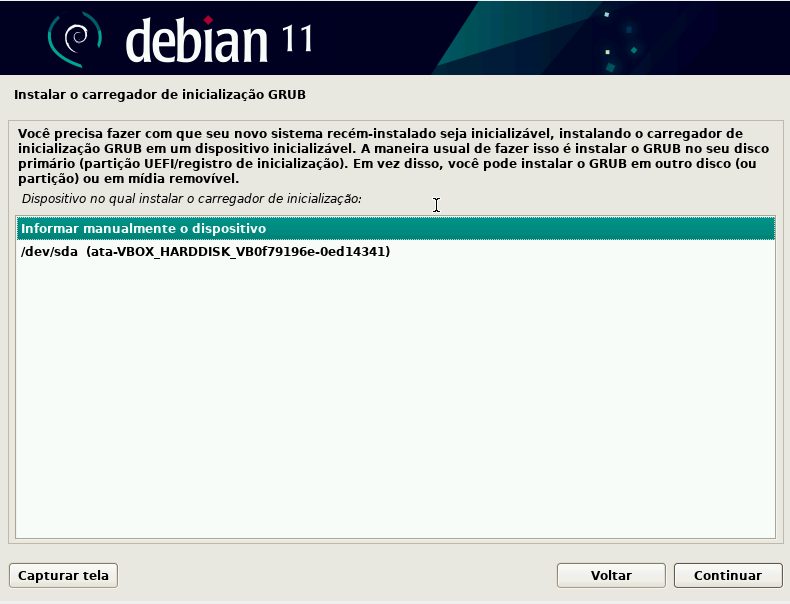 debian 11
Instalar o carregador de inicialização GRUB
Você precisa fazer com que seu novo sistema recém-instalado seja inicializável, instalando o carregador de
inicialização GRUB em um dispositivo inicializável. A maneira usual de fazer isso é instalar o GRUB no seu disco
primário (partição UEFI/registro de inicialização). Em vez disso, você pode instalar o GRUB em outro disco (ou
partição) ou em mídia removível.
Dispositivo no qual instalar o carregador de inicialização:
Informar manualmente o dispositivo
/dev/sda (ata-VBOX_HARDDISK_VB0f79196e-0ed14341)
Capturar tela
Voltar
Continuar